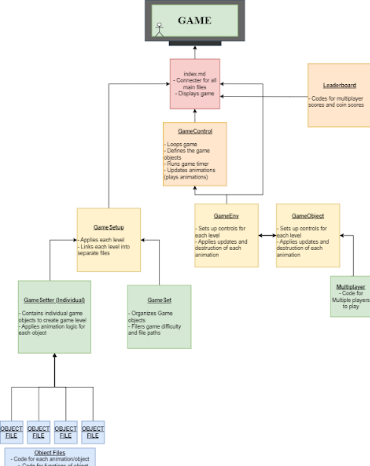 GAME
index.md
- Connecter for all
main files
- Displays game
Leaderboard
- Codes for multiplayer
scores and coin scores
GameControl
- Loops game
- Defines the game
objects
- Runs game timer
- Updates animations
(plays animations)
GameSetup
- Applies each level
- Links each level into
separate files
GameEnv
- Sets up controls for
each level
- Applies updates and
destruction of each
animation
GameObject
- Sets up controls for
each level
- Applies updates and
destruction of each
animation
GameSetter (Individual)
- Contains individual game
objects to create game level
- Applies animation logic for
each object
GameSet
- Organizes Game
objects
- Filers game difficulty
and file paths
Multiplayer
- Code for
Multiple players
to play
OBJECT
FILE
OBJECT
FILE
OBJECT
FILE
OBJECT
FILE
Object Files
- Code for each animation/object
- Code for functions of object